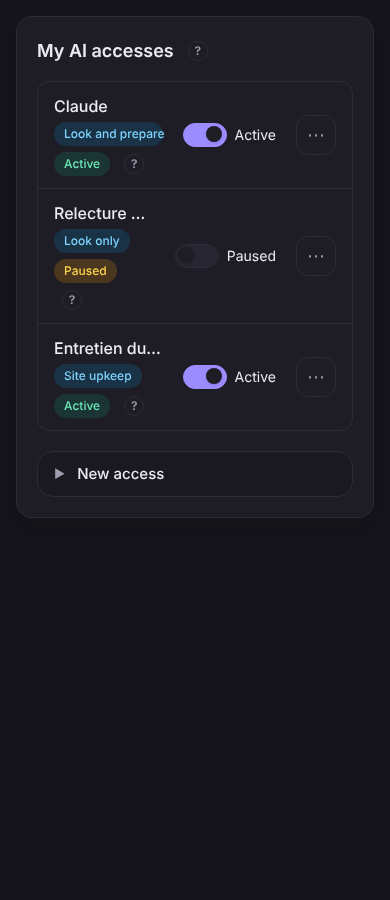 My AI accesses ?
Claude
Look and prepare
Active ?
Active
...
Relecture ...
Look only
Paused
?
Paused
...
Entretien du...
Site upkeep
Active ?
Active
...
New access